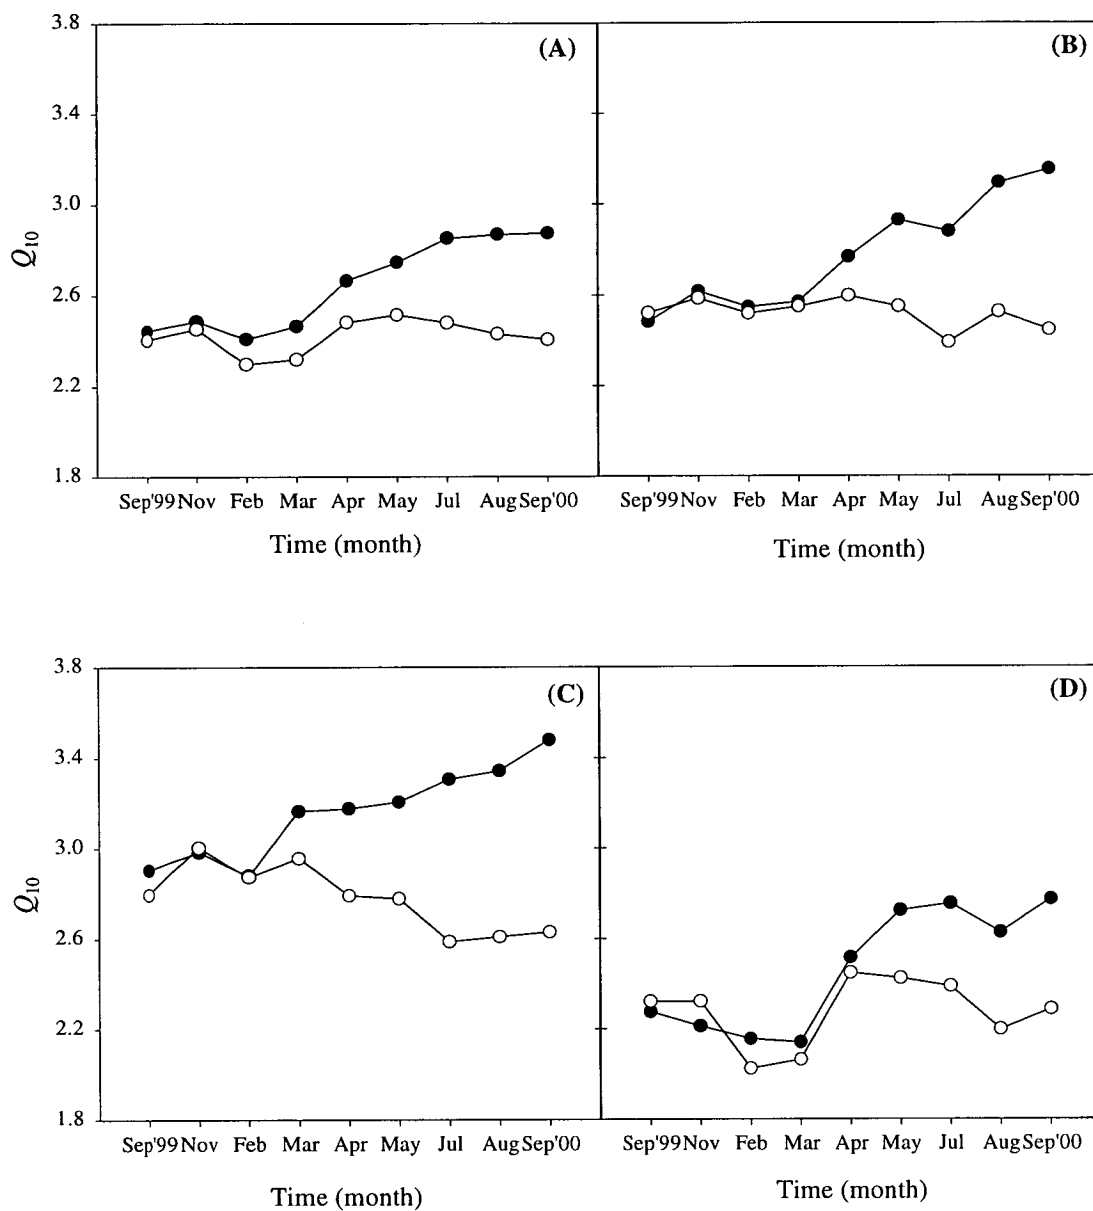 3.8
3.4
3.0
2.6
2.2
1.8
Q10
(A)
Sep'99 Nov Feb Mar Apr May Jul Aug Sep'00
Time (month)
(B)
Sep'99 Nov Feb Mar Apr May Jul Aug Sep'00
Time (month)
3.8
3.4
3.0
2.6
2.2
1.8
Q10
(C)
Sep'99 Nov Feb Mar Apr May Jul Aug Sep'00
Time (month)
(D)
Sep'99 Nov Feb Mar Apr May Jul Aug Sep'00
Time (month)